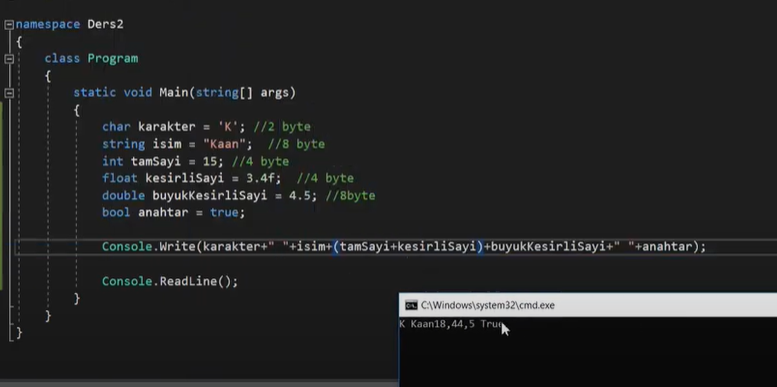 namespace Ders2
{
class Program
{
static void Main(string[] args)
{
char karakter = 'K'; //2 byte
string isim = "Kaan";  //8 byte
int tamSayi = 15; //4 byte
float kesirliSayi = 3.4f;  //4 byte
double buyukKesirliSayi = 4.5; //8byte
bool anahtar = true;
Console.Write(karakter+" "+isim+(tamSayi+kesirliSayi)+buyukKesirliSayi+" "+anahtar);
Console.ReadLine();
}
}
}
C:\Windows\system32\cmd.exe
K Kaan18,44,5 True